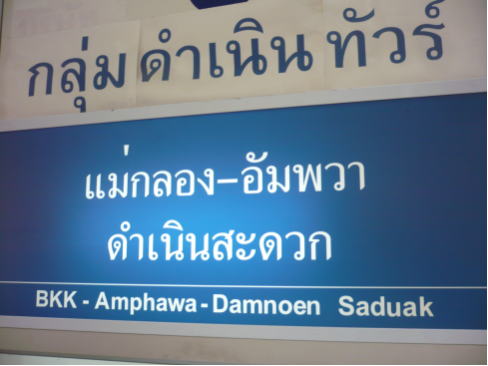 กลุ่ม ดำเนิน ทัวร์
แม่กลอง-อัมพวา
ดำเนินสะดวก
BKK - Amphawa - Damnoen Saduak